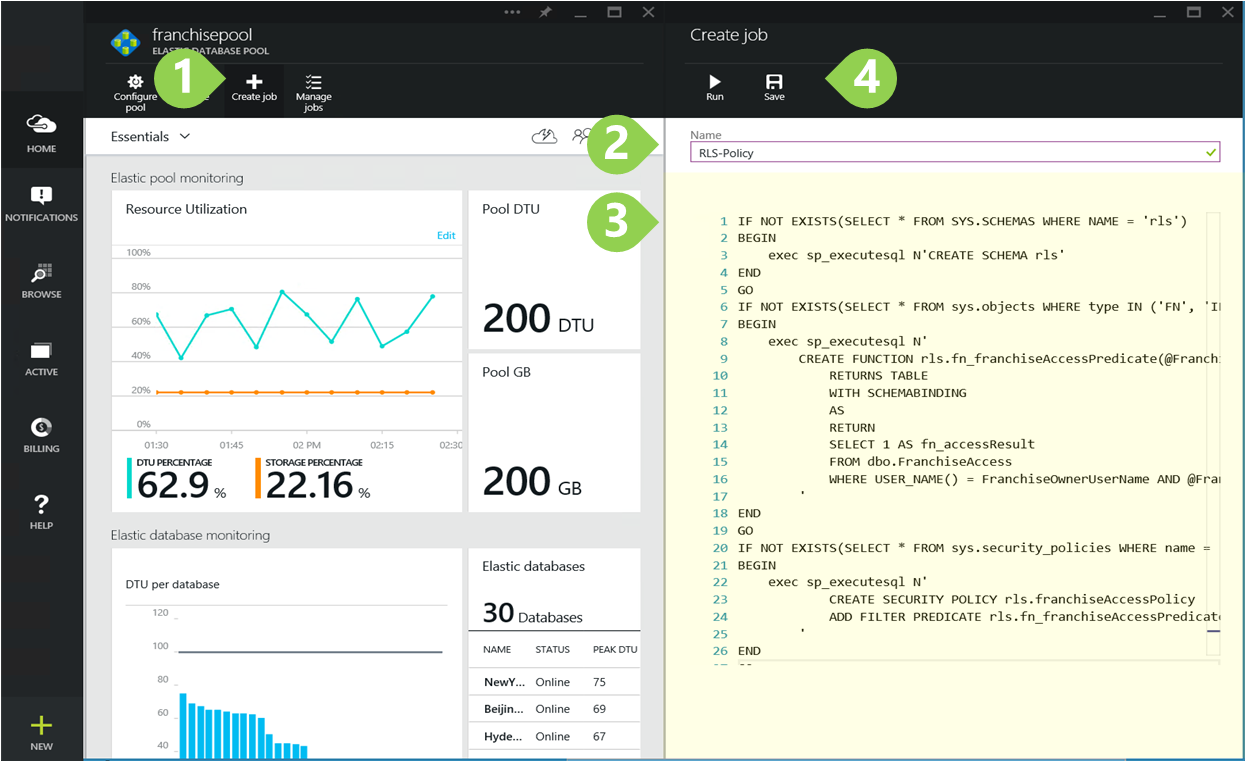 franchisepool
ELASTIC DATABASE POOL
1
Configure pool
Create job
Manage jobs
Essentials
HOME
NOTIFICATIONS
BROWSE
ACTIVE
BILLING
HELP
NEW
Elastic pool monitoring
Resource Utilization
Edit
100%
80%
60%
40%
20%
0%
01:30 01:45 02 PM 02:15 02:30
DTU PERCENTAGE
62.9 %
STORAGE PERCENTAGE
22.16 %
Pool DTU
200 DTU
Pool GB
200 GB
Elastic database monitoring
DTU per database
120
100
80
60
40
Elastic databases
30 Databases
NAME STATUS PEAK DTU
NewY... Online 75
Beijin... Online 69
Hyde... Online 67
Create job
Run
Save
4
2
Name
RLS-Policy
3
1 IF NOT EXISTS(SELECT * FROM SYS.SCHEMAS WHERE NAME = 'rls')
2 BEGIN
3 exec sp_executesql N'CREATE SCHEMA rls'
4 END
5 GO
6 IF NOT EXISTS(SELECT * FROM sys.objects WHERE type IN ('FN',
7 BEGIN
8 exec sp_executesql N'
9 CREATE FUNCTION rls.fn_franchiseAccessPredicate(@Franchi
10 RETURNS TABLE
11 WITH SCHEMABINDING
12 AS
13 RETURN
14 SELECT 1 AS fn_accessResult
15 FROM dbo.FranchiseAccess
16 WHERE USER_NAME() = FranchiseOwnerUserName AND @Fran
17 '
18 END
19 GO
20 IF NOT EXISTS(SELECT * FROM sys.security_policies WHERE name =
21 BEGIN
22 exec sp_executesql N'
23 CREATE SECURITY POLICY rls.franchiseAccessPolicy
24 ADD FILTER PREDICATE rls.fn_franchiseAccessPredicate
25 '
26 END